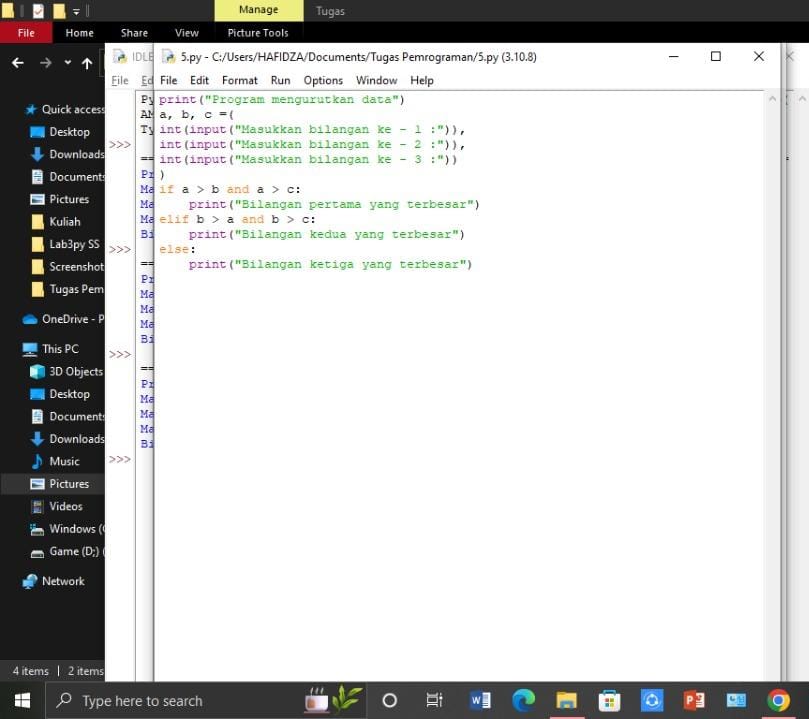 Manage
Tugas
File
Home
Share
View
Picture Tools
IDLE
5.py - C:/Users/HAFIDZA/Documents/Tugas Pemrograman/5.py (3.10.8)
File
Ed
File Edit Format Run Options Window Help
Py
AM
Ty
>>>
==
Pr
Ma
Ma
Ma
Bi
>>>
==
Pr
Ma
Ma
Ma
Bi
>>>
==
Pr
Ma
Ma
Ma
Bi
>>>
print("Program mengurutkan data")
a, b, c =(
int(input("Masukkan bilangan ke - 1 :")),
int(input("Masukkan bilangan ke - 2 :")),
int(input("Masukkan bilangan ke - 3 :"))
)
if a > b and a > c:
    print("Bilangan pertama yang terbesar")
elif b > a and b > c:
    print("Bilangan kedua yang terbesar")
else:
    print("Bilangan ketiga yang terbesar")
Quick access
Desktop
Downloads
Documents
Pictures
Kuliah
Lab3py SS
Screenshot
Tugas Pem
OneDrive - P
This PC
3D Objects
Desktop
Documents
Downloads
Music
Pictures
Videos
Windows (
Game (D;) (
Network
4 items
2 items
Type here to search